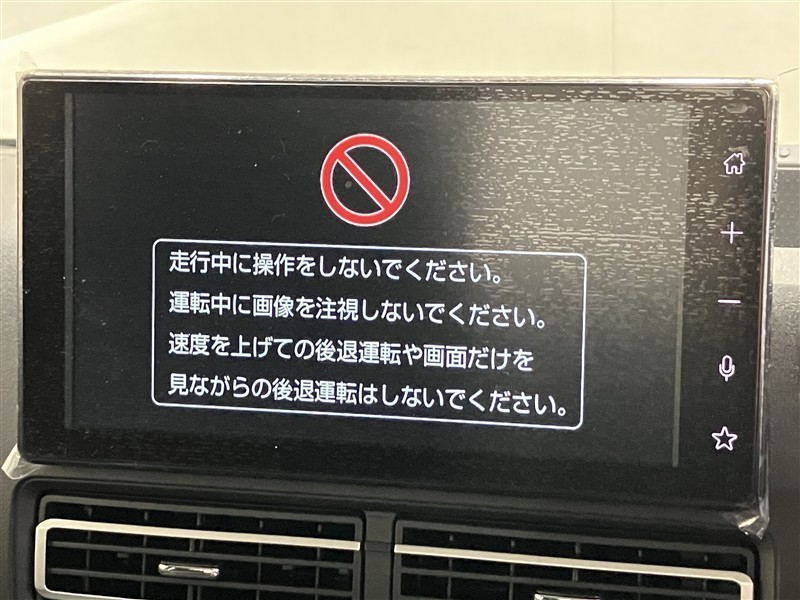 走行中に操作をしないでください。
運転中に画像を注視しないでください。
速度を上げての後退運転や画面だけを
見ながらの後退運転はしないでください。